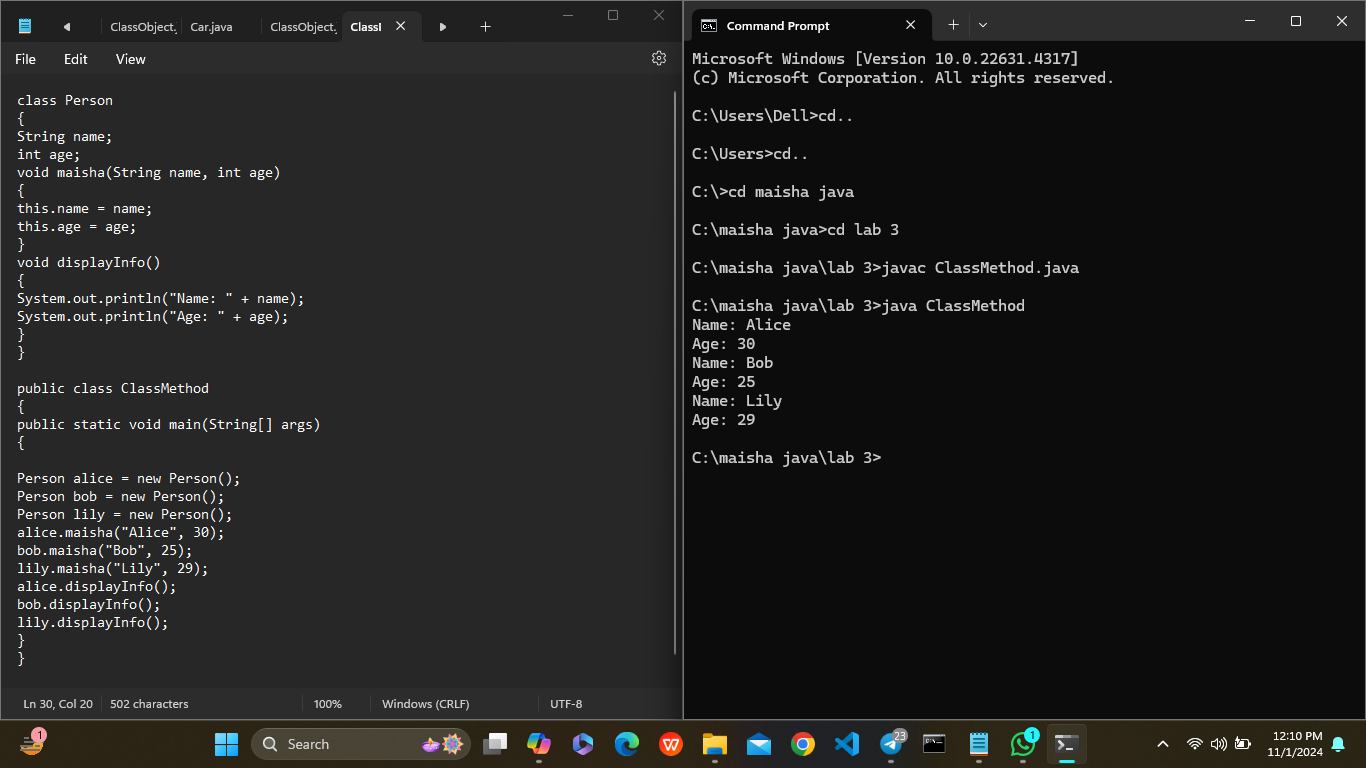 ClassObject.
Car.java
ClassObject.
ClassI
File
Edit
View
class Person
{
String name;
int age;
void maisha(String name, int age)
{
this.name = name;
this.age = age;
}
void displayInfo()
{
System.out.println("Name: " + name);
System.out.println("Age: " + age);
}
}
public class ClassMethod
{
public static void main(String[] args)
{
Person alice = new Person();
Person bob = new Person();
Person lily = new Person();
alice.maisha("Alice", 30);
bob.maisha("Bob", 25);
lily.maisha("Lily", 29);
alice.displayInfo();
bob.displayInfo();
lily.displayInfo();
}
}
Ln 30, Col 20
502 characters
100%
Windows (CRLF)
UTF-8
Command Prompt
Microsoft Windows [Version 10.0.22631.4317]
(c) Microsoft Corporation. All rights reserved.
C:\Users\Dell>cd..
C:\Users>cd..
C:\>cd maisha java
C:\maisha java>cd lab 3
C:\maisha java\lab 3>javac ClassMethod.java
C:\maisha java\lab 3>java ClassMethod
Name: Alice
Age: 30
Name: Bob
Age: 25
Name: Lily
Age: 29
C:\maisha java\lab 3>
1
Search
23
1
12:10 PM
11/1/2024